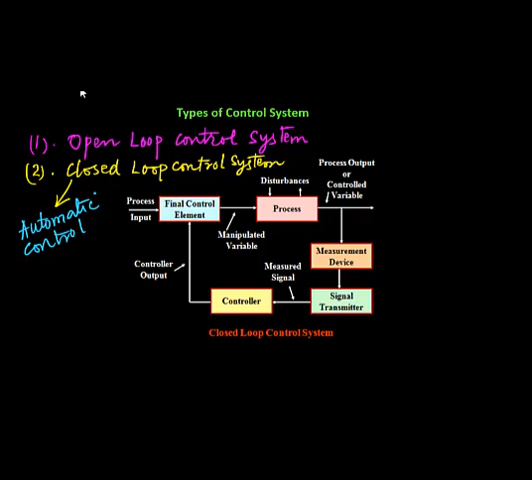 Types of Control System
(1). Open Loop control System
(2). Closed Loop control System
Automatic
control
Process
Input
Final Control
Element
Manipulated
Variable
Disturbances
Process
Process Output
or
Controlled
Variable
Measurement
Device
Signal
Transmitter
Measured
Signal
Controller
Controller
Output
Closed Loop Control System